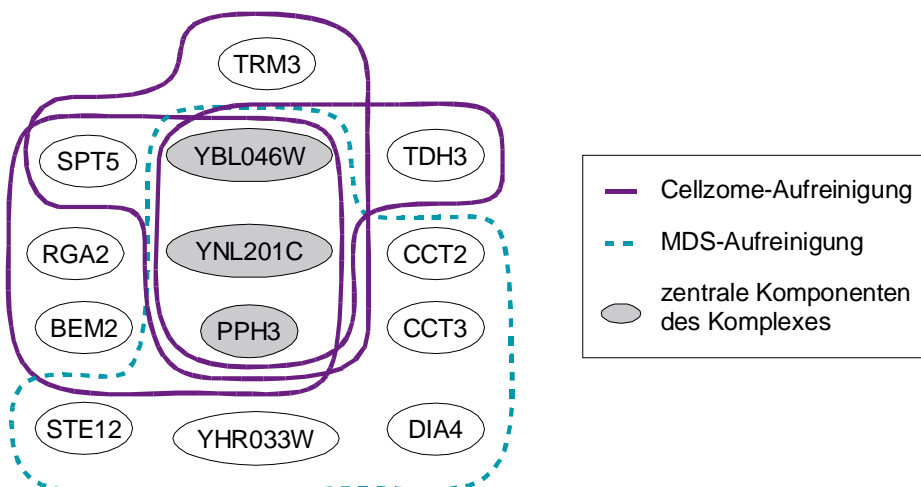 TRM3
SPT5
YBL046W
TDH3
RGA2
YNL201C
CCT2
BEM2
PPH3
CCT3
STE12
YHR033W
DIA4
Cellzome-Aufreinigung
MDS-Aufreinigung
zentrale Komponenten
des Komplexes